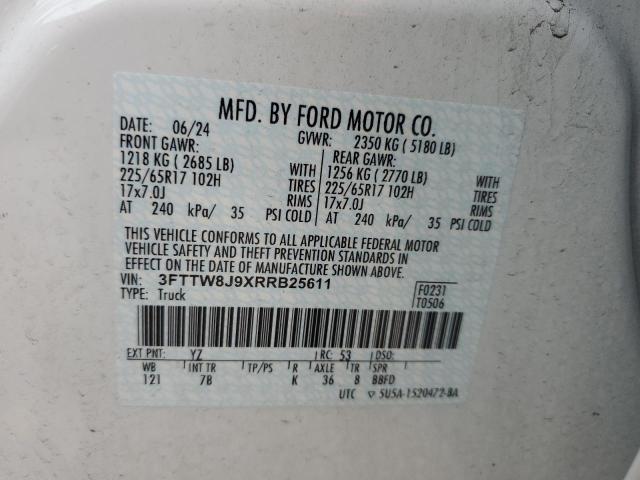 MFD. BY FORD MOTOR CO.
DATE: 06/24 GVWR: 2350 KG ( 5180 LB)
FRONT GAWR: REAR GAWR:
1218 KG ( 2685 LB) WITH 1256 KG ( 2770 LB) WITH
225/65R17 102H TIRES 225/65R17 102H TIRES
17x7.0J RIMS 17x7.0J RIMS
AT 240 kPa/ 35 PSI COLD AT 240 kPa/ 35 PSI COLD
THIS VEHICLE CONFORMS TO ALL APPLICABLE FEDERAL MOTOR
VEHICLE SAFETY AND THEFT PREVENTION STANDARDS IN
EFFECT ON THE DATE OF MANUFACTURE SHOWN ABOVE.
VIN: 3FTTW8J9XRRB25611 F0231
TYPE: Truck T0506
EXT PNT: YZ RC: 53 DSO:
WB INT TR TP/PS R AXLE TR SPR
121 7B K 36 8 BBFD
UTC ▽ 5U5A-1520472-BA